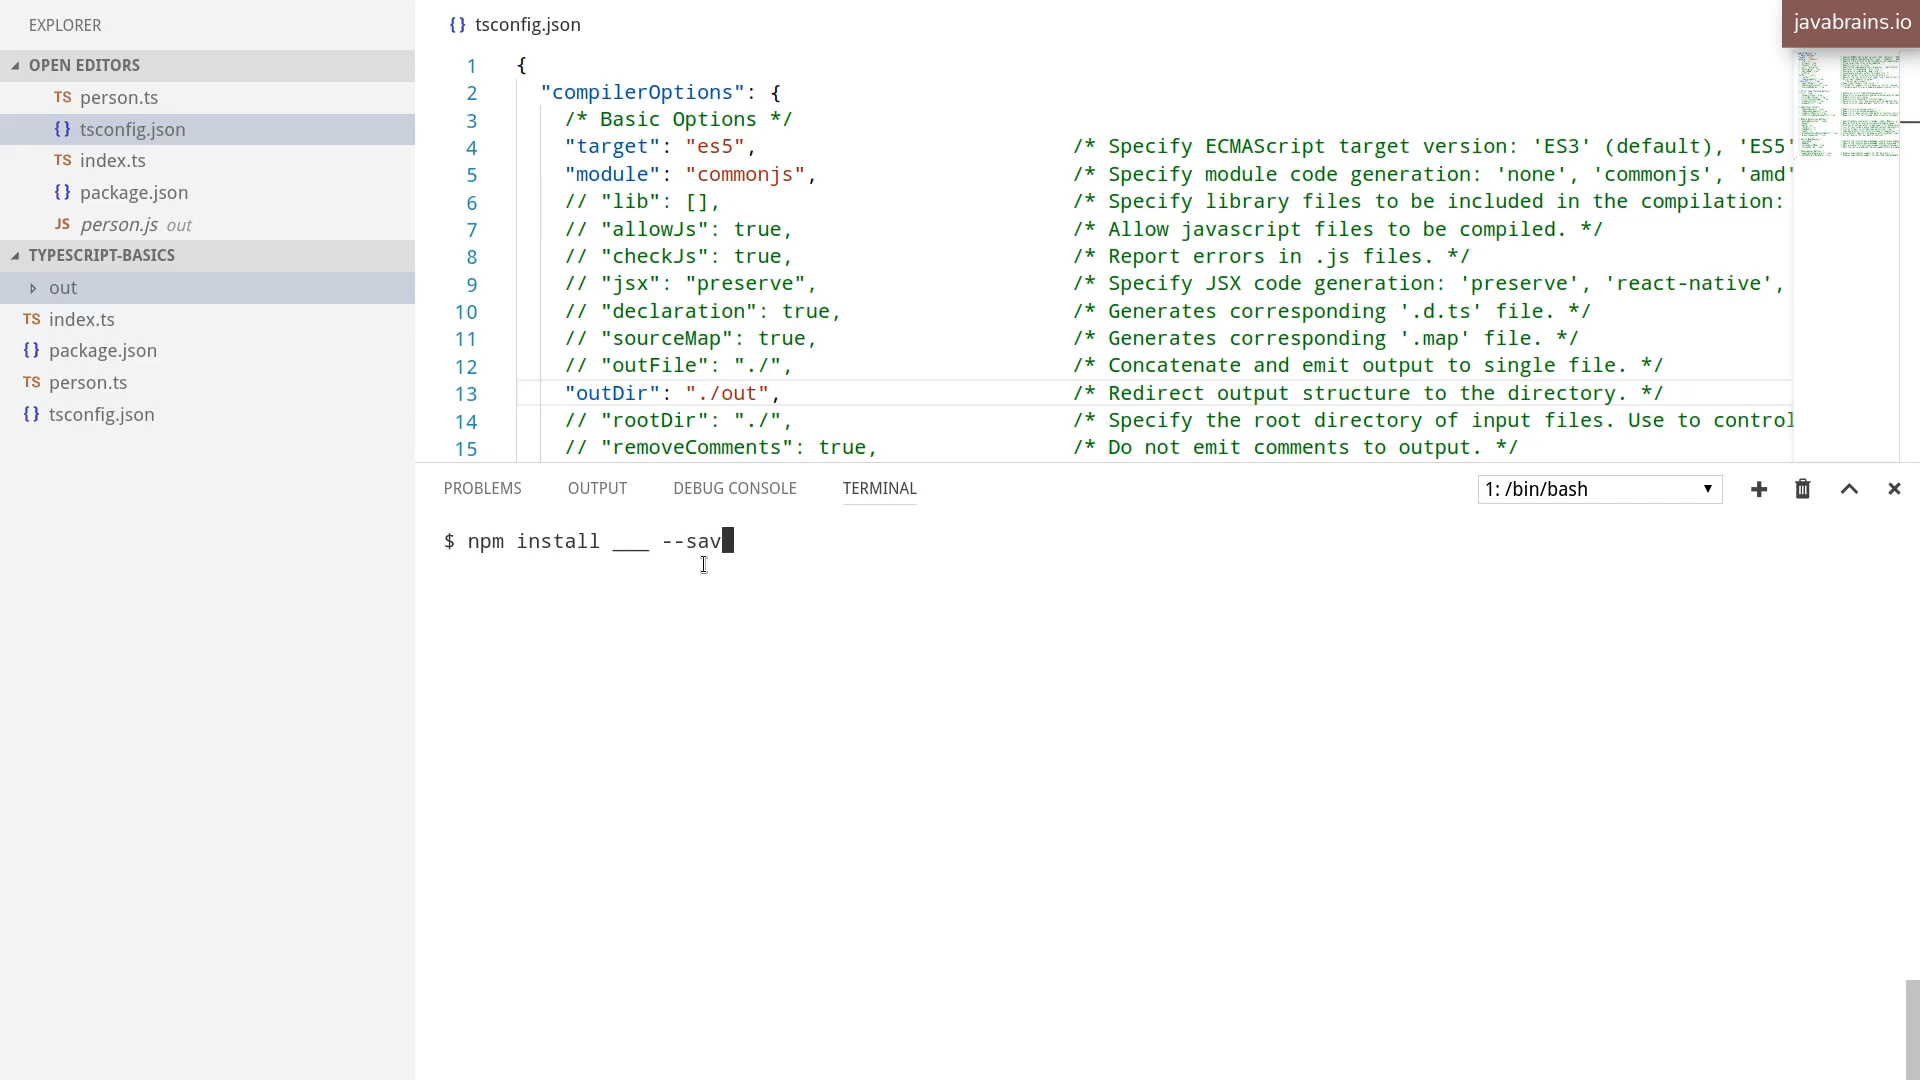 EXPLORER
OPEN EDITORS
TS person.ts
{} tsconfig.json
TS index.ts
{} package.json
JS person.js out
TYPESCRIPT-BASICS
out
TS index.ts
{} package.json
TS person.ts
{} tsconfig.json
{} tsconfig.json
javabrains.io
1 {
2 "compilerOptions": {
3 /* Basic Options */
4 "target": "es5", /* Specify ECMAScript target version: 'ES3' (default), 'ES5'
5 "module": "commonjs", /* Specify module code generation: 'none', 'commonjs', 'amd'
6 // "lib": [], /* Specify library files to be included in the compilation:
7 // "allowJs": true, /* Allow javascript files to be compiled. */
8 // "checkJs": true, /* Report errors in .js files. */
9 // "jsx": "preserve", /* Specify JSX code generation: 'preserve', 'react-native',
10 // "declaration": true, /* Generates corresponding '.d.ts' file. */
11 // "sourceMap": true, /* Generates corresponding '.map' file. */
12 // "outFile": "./", /* Concatenate and emit output to single file. */
13 "outDir": "./out", /* Redirect output structure to the directory. */
14 // "rootDir": "./", /* Specify the root directory of input files. Use to control
15 // "removeComments": true, /* Do not emit comments to output. */
PROBLEMS OUTPUT DEBUG CONSOLE TERMINAL 1: /bin/bash
$ npm install ___ --sav